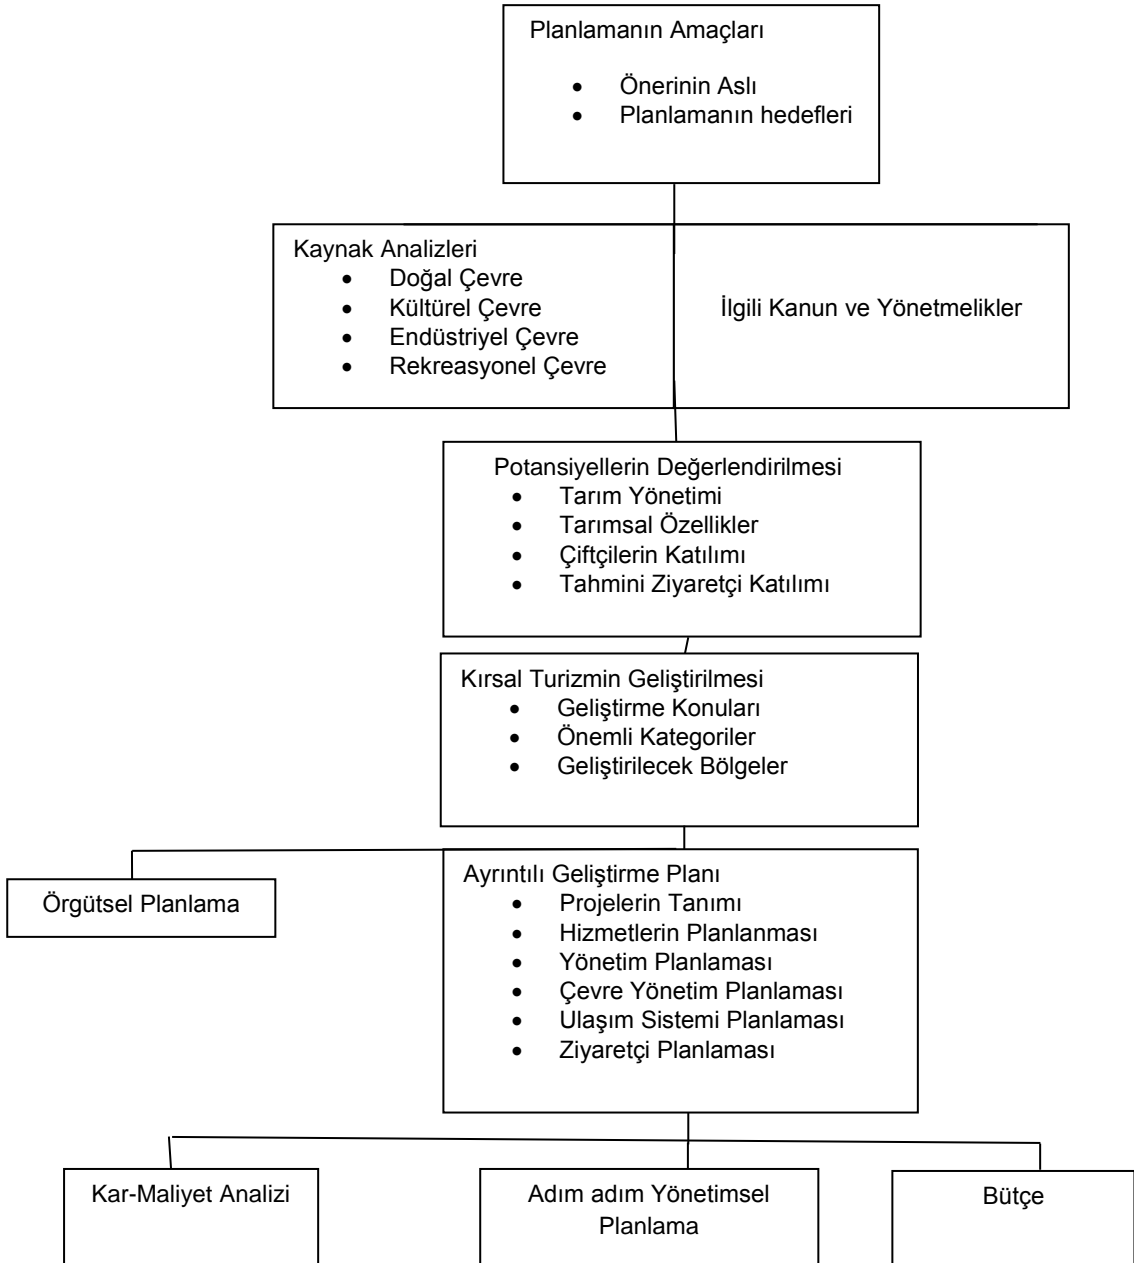 Planlamanın Amaçları
• Önerinin Aslı
• Planlamanın hedefleri
Kaynak Analizleri
• Doğal Çevre
• Kültürel Çevre
• Endüstriyel Çevre
• Rekreasyonel Çevre
İlgili Kanun ve Yönetmelikler
Potansiyellerin Değerlendirilmesi
• Tarım Yönetimi
• Tarımsal Özellikler
• Çiftçilerin Katılımı
• Tahmini Ziyaretçi Katılımı
Kırsal Turizmin Geliştirilmesi
• Geliştirme Konuları
• Önemli Kategoriler
• Geliştirilecek Bölgeler
Örgütsel Planlama
Ayrıntılı Geliştirme Planı
• Projelerin Tanımı
• Hizmetlerin Planlanması
• Yönetim Planlaması
• Çevre Yönetim Planlaması
• Ulaşım Sistemi Planlaması
• Ziyaretçi Planlaması
Kar-Maliyet Analizi
Adım adım Yönetimsel
Planlama
Bütçe